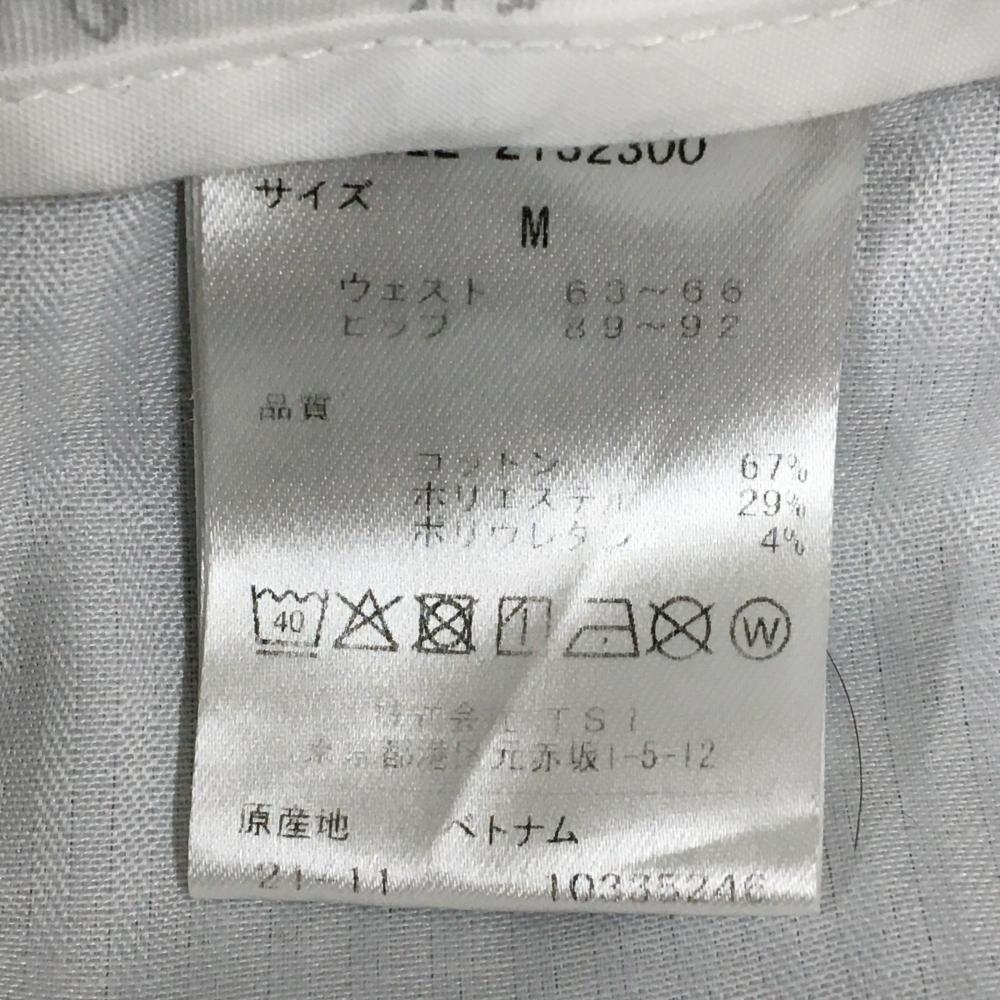 2132300
サイズ
M
ウェスト 63～66
ヒップ 89～92
品質
コットン 67%
ポリエステル 29%
ポリウレタン 4%
40
W
株式会社TSI
東京都港区元赤坂1-5-12
原産地 ベトナム
21-11 10335246